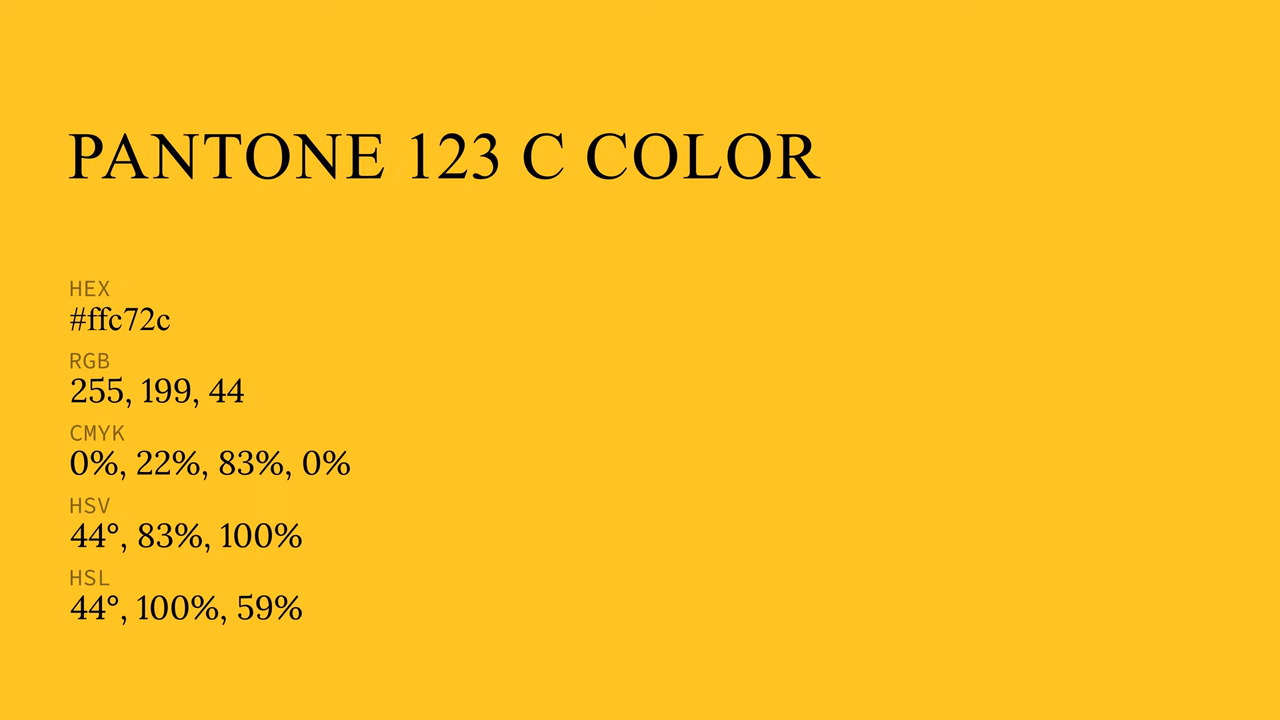 PANTONE 123 C COLOR
HEX
#ffc72c
RGB
255, 199, 44
CMYK
0%, 22%, 83%, 0%
HSV
44°, 83%, 100%
HSL
44°, 100%, 59%